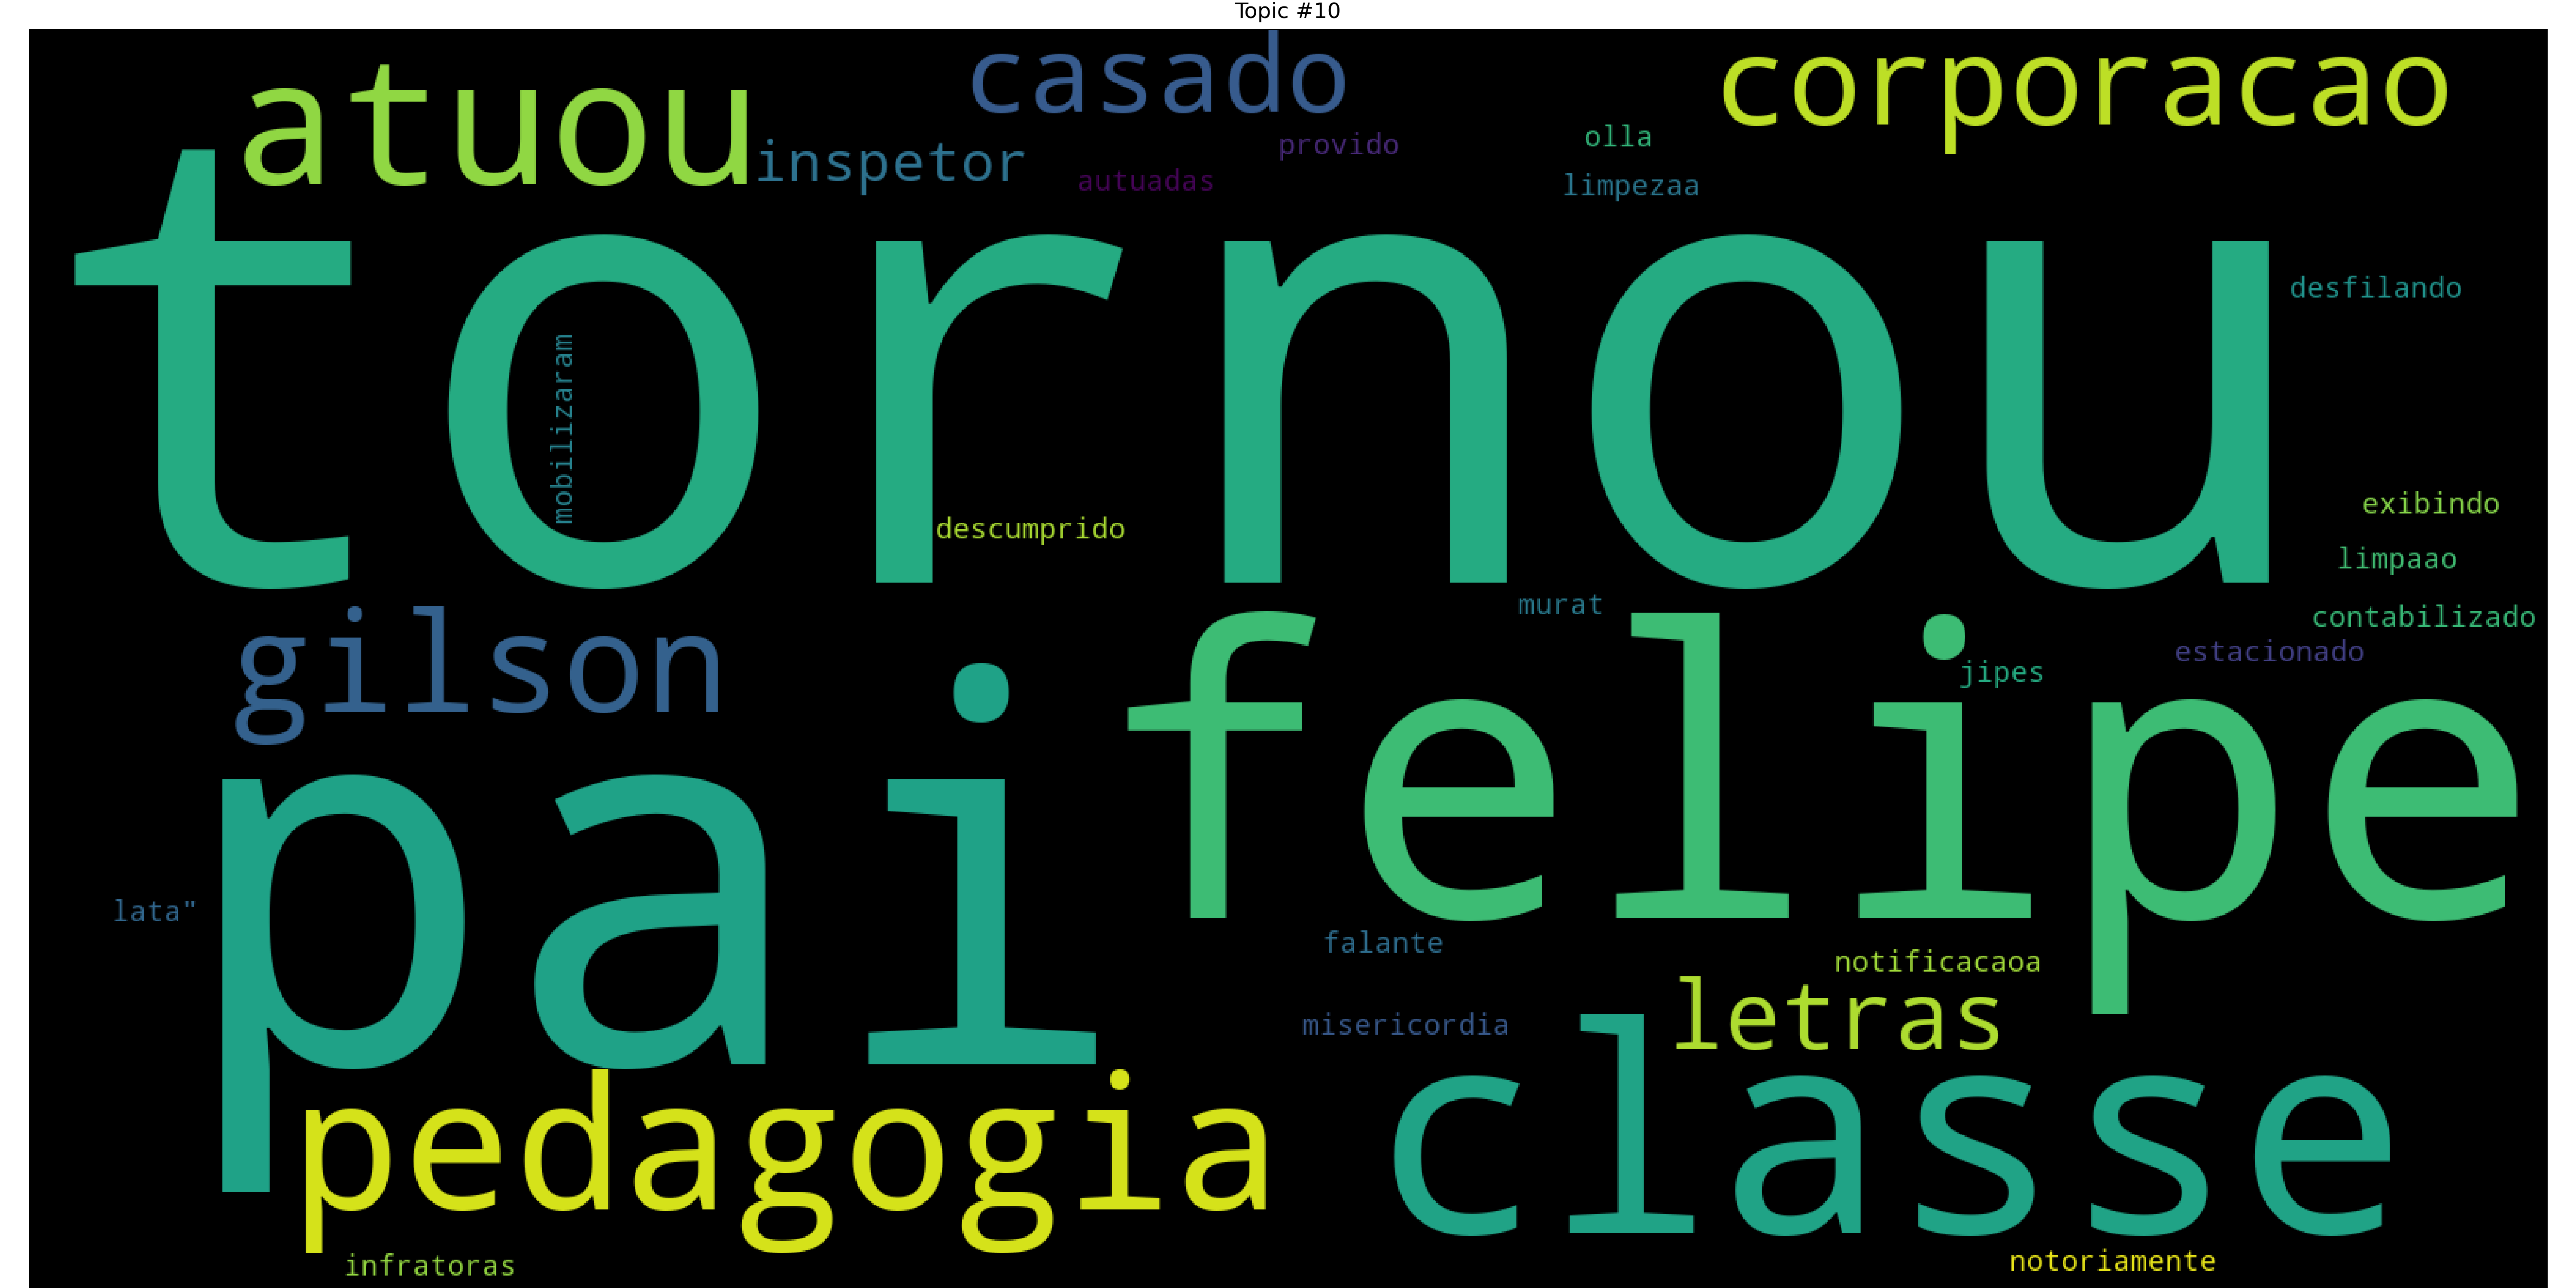 Topic #10
casado
corporacao
atuou
olla
provido
inspetor
autuadas
limpezaa
tornou
desfilando
mobilizaram
exibindo
descumprido
limpaao
murat
contabilizado
gilson
estacionado
jipes
felipe
pai
lata"
falante
notificacaoa
letras
misericordia
pedagogia
classe
infratoras
notoriamente